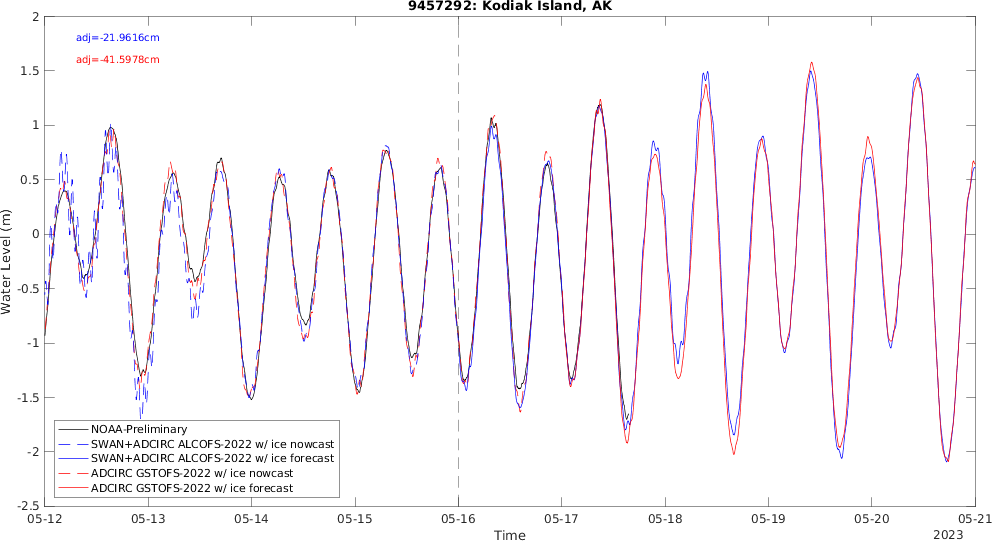 9457292: Kodiak Island, AK
adj=-21.9616cm
adj=-41.5978cm
Water Level (m)
2
1.5
1
0.5
0
-0.5
-1
-1.5
-2
-2.5
NOAA-Preliminary
SWAN+ADCIRC ALCOFS-2022 w/ ice nowcast
SWAN+ADCIRC ALCOFS-2022 w/ ice forecast
ADCIRC GSTOFS-2022 w/ ice nowcast
ADCIRC GSTOFS-2022 w/ ice forecast
05-12 05-13 05-14 05-15 05-16 05-17 05-18 05-19 05-20 05-21
Time
2023